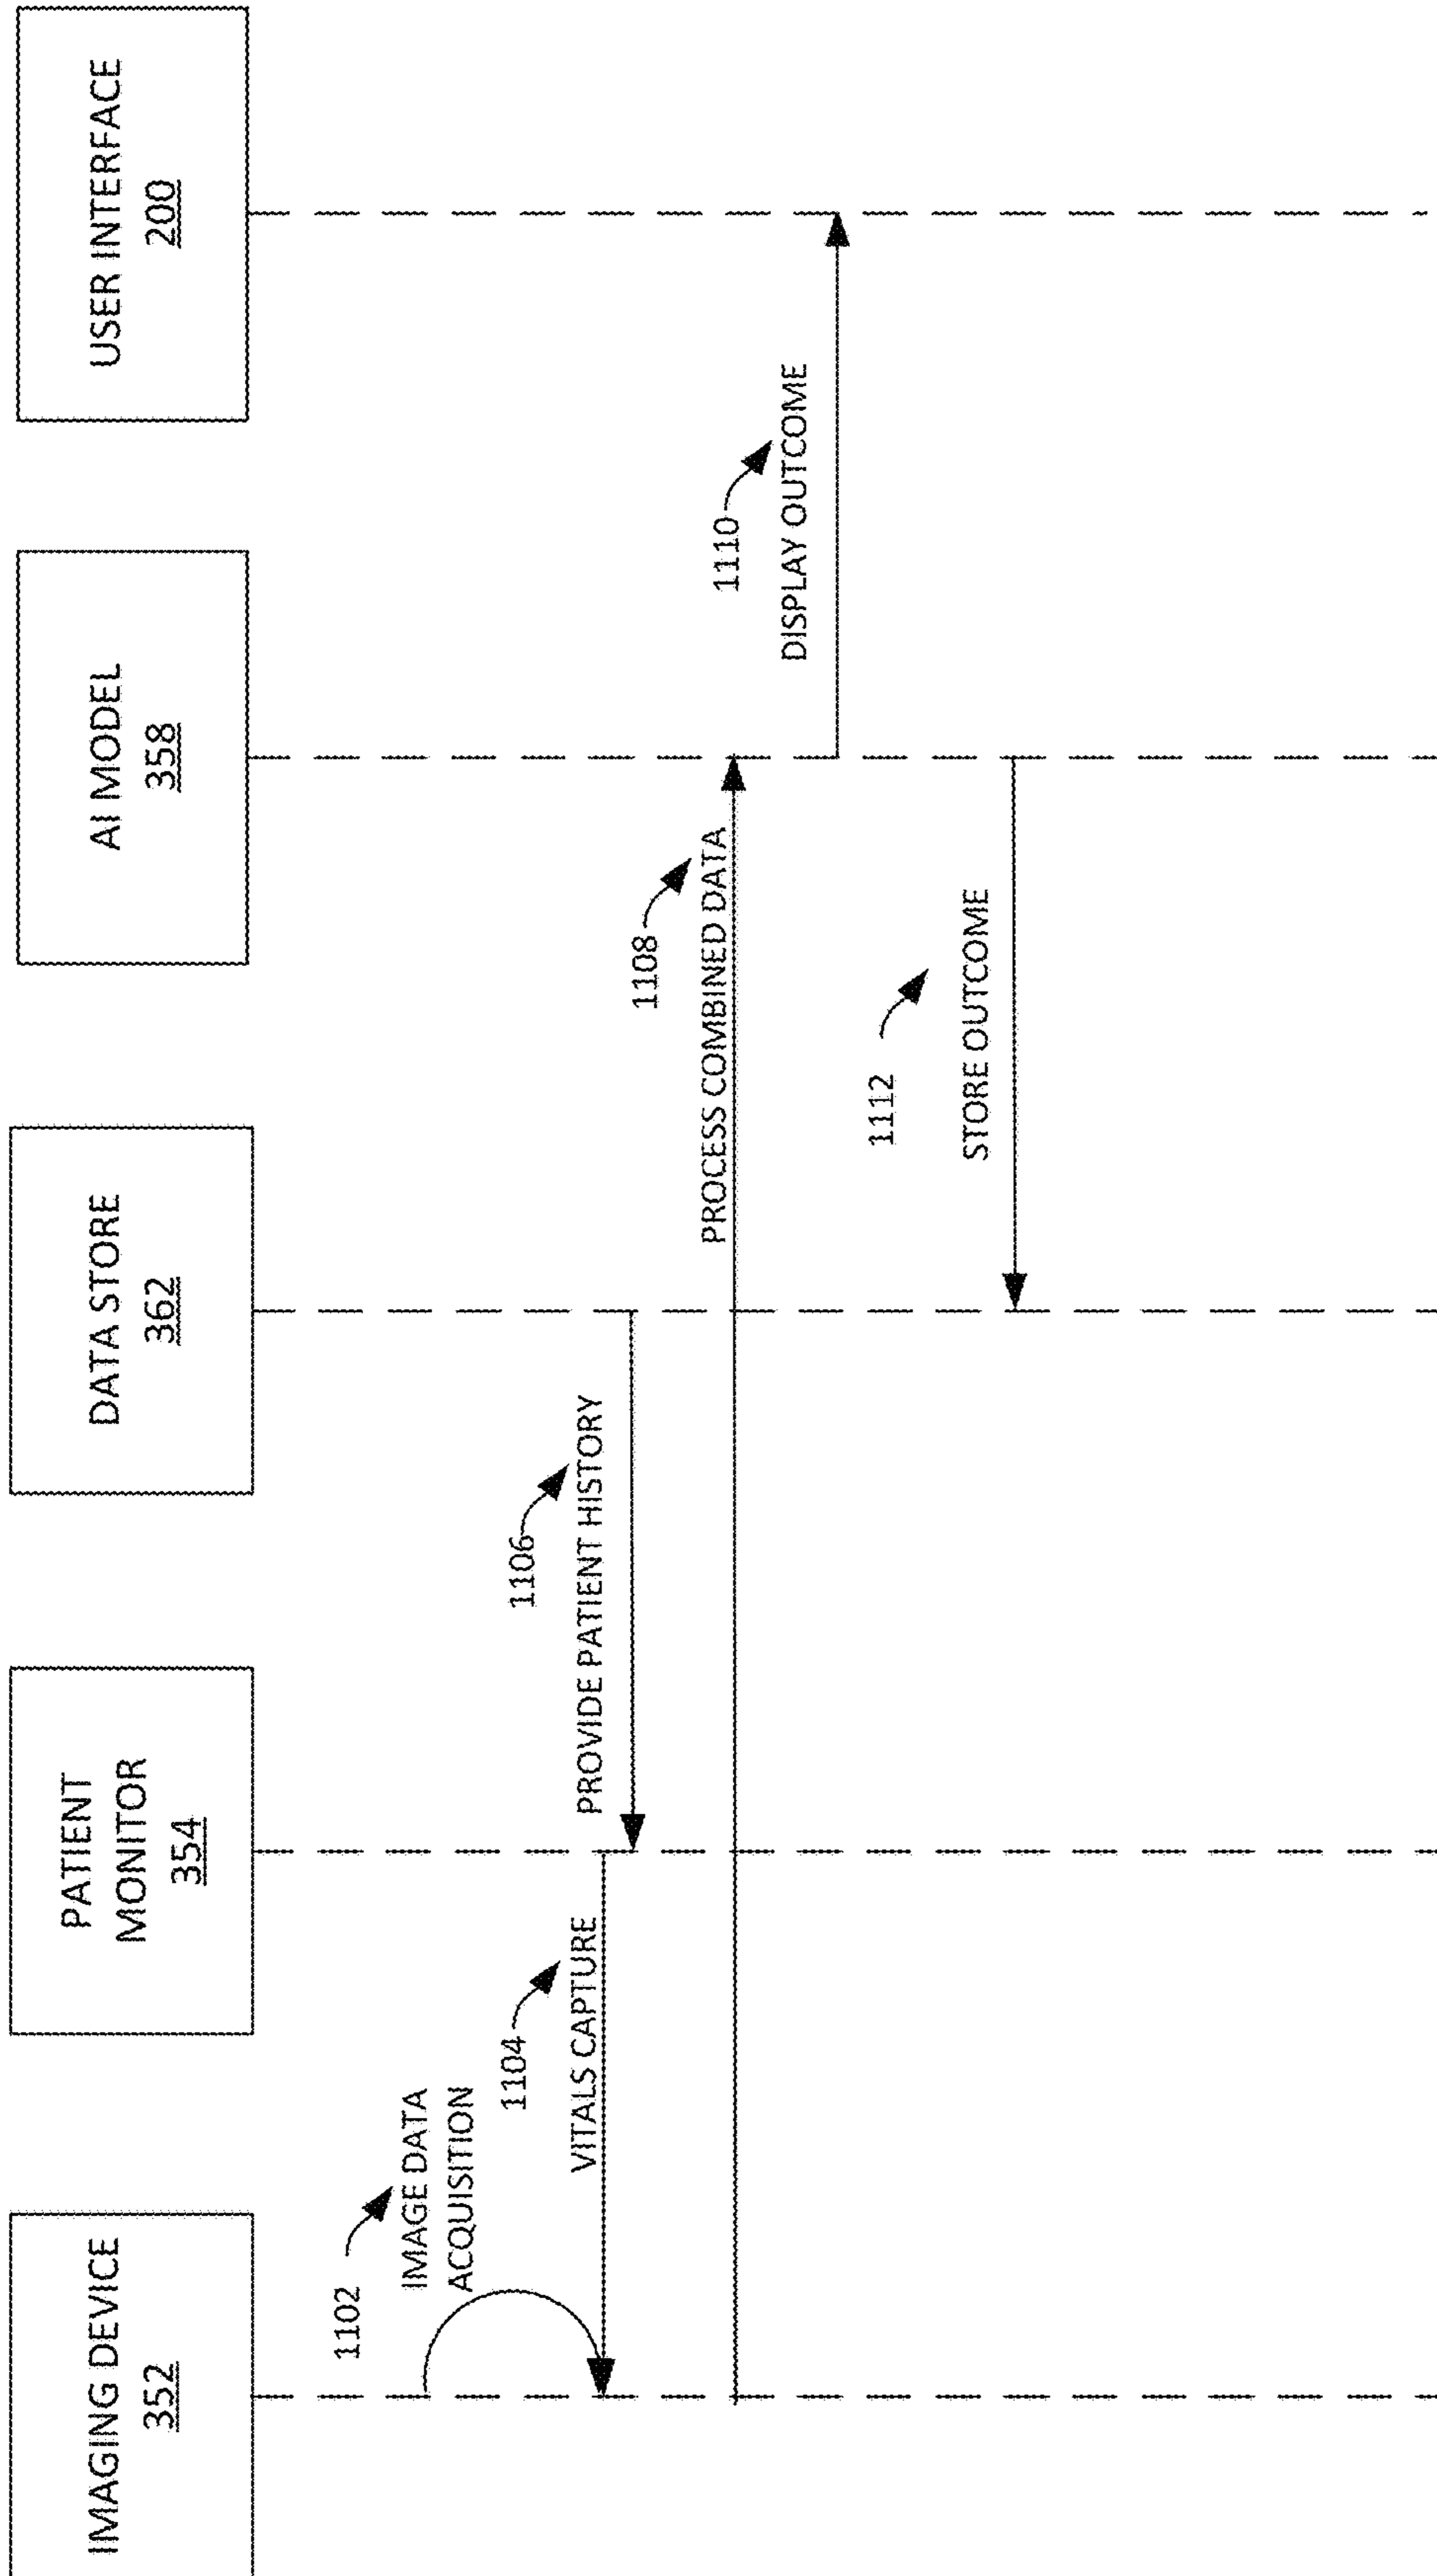 IMAGING DEVICE
352
PATIENT
MONITOR
354
DATA STORE
362
AI MODEL
358
USER INTERFACE
200
1102
IMAGE DATA
ACQUISITION
1104
VITALS CAPTURE
1106
PROVIDE PATIENT HISTORY
1108
PROCESS COMBINED DATA
1110
DISPLAY OUTCOME
1112
STORE OUTCOME